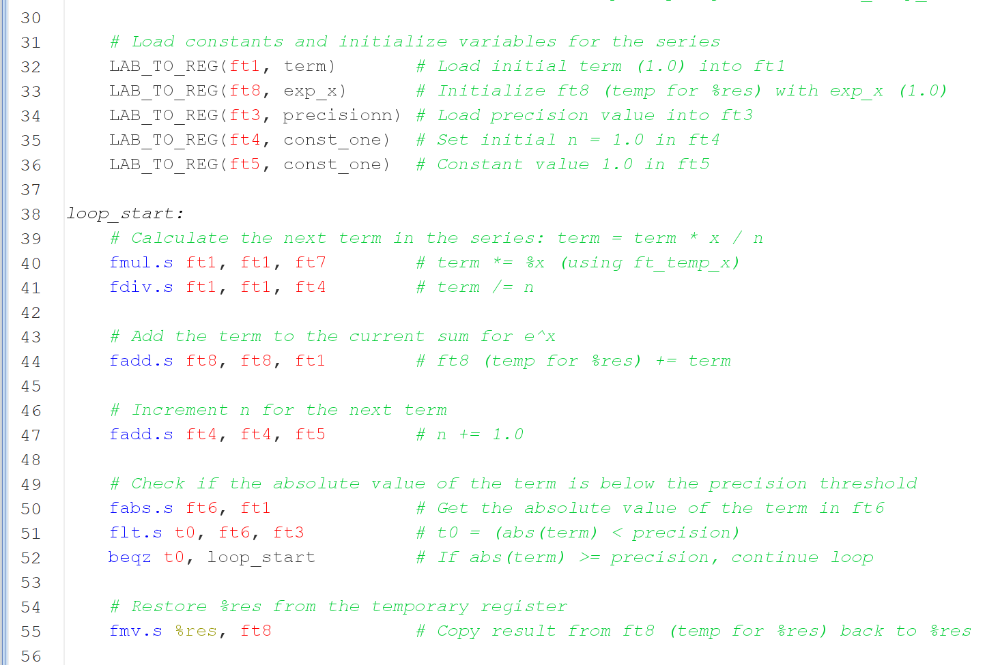 30
31 # Load constants and initialize variables for the series
32 LAB_TO_REG(ft1, term) # Load initial term (1.0) into ft1
33 LAB_TO_REG(ft8, exp_x) # Initialize ft8 (temp for %res) with exp_x (1.0)
34 LAB_TO_REG(ft3, precisionn) # Load precision value into ft3
35 LAB_TO_REG(ft4, const_one) # Set initial n = 1.0 in ft4
36 LAB_TO_REG(ft5, const_one) # Constant value 1.0 in ft5
37
38 loop_start:
39 # Calculate the next term in the series: term = term * x / n
40 fmul.s ft1, ft1, ft7 # term *= %x (using ft_temp_x)
41 fdiv.s ft1, ft1, ft4 # term /= n
42
43 # Add the term to the current sum for e^x
44 fadd.s ft8, ft8, ft1 # ft8 (temp for %res) += term
45
46 # Increment n for the next term
47 fadd.s ft4, ft4, ft5 # n += 1.0
48
49 # Check if the absolute value of the term is below the precision threshold
50 fabs.s ft6, ft1 # Get the absolute value of the term in ft6
51 flt.s t0, ft6, ft3 # t0 = (abs(term) < precision)
52 beqz t0, loop_start # If abs(term) >= precision, continue loop
53
54 # Restore %res from the temporary register
55 fmv.s %res, ft8 # Copy result from ft8 (temp for %res) back to %res
56